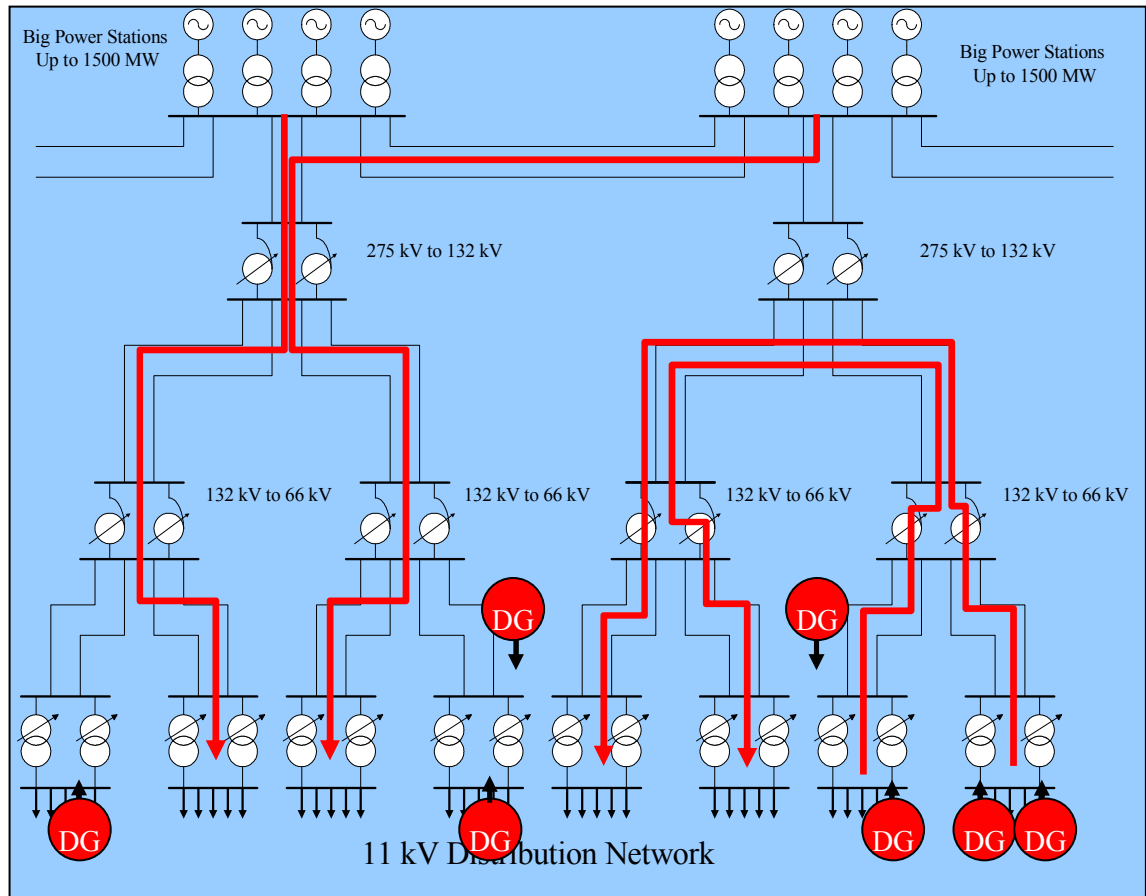 Big Power Stations
Up to 1500 MW
Big Power Stations
Up to 1500 MW
275 kV to 132 kV
275 kV to 132 kV
132 kV to 66 kV
132 kV to 66 kV
132 kV to 66 kV
132 kV to 66 kV
DG
DG
DG
DG
DG
DG
DG
11 kV Distribution Network